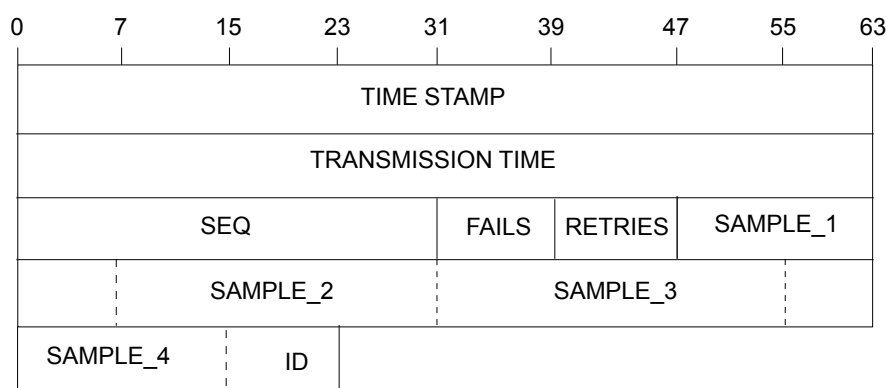 0 7 15 23 31 39 47 55 63
TIME STAMP
TRANSMISSION TIME
SEQ FAILS RETRIES SAMPLE_1
SAMPLE_2 SAMPLE_3
SAMPLE_4 ID